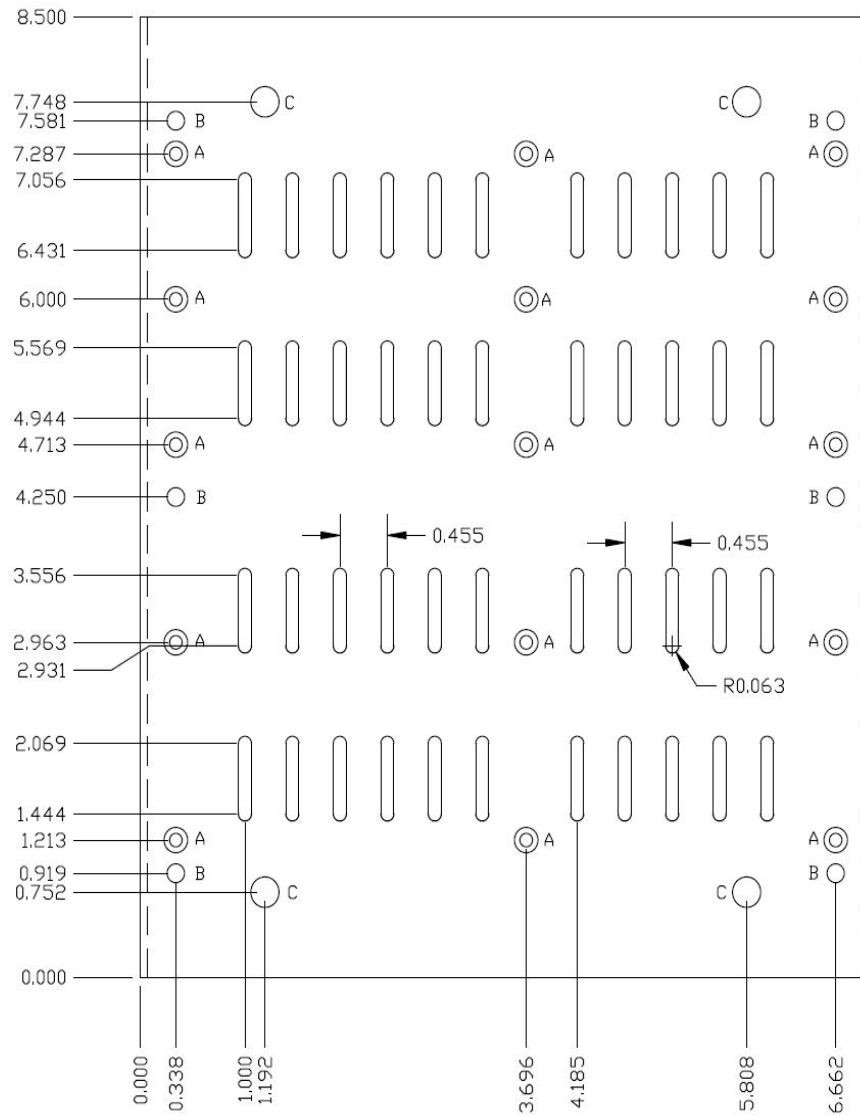 8.500
7.748
C
C
7.581
B
B
7.287
A
A
A
7.056
6.431
6.000
A
A
A
5.569
4.944
4.713
A
A
A
4.250
B
B
0.455
0.455
3.556
2.963
A
A
A
2.931
R0.063
2.069
1.444
1.213
A
A
A
0.919
B
B
0.752
C
C
0.000
0.000
0.338
1.000
1.192
3.696
4.185
5.808
6.662